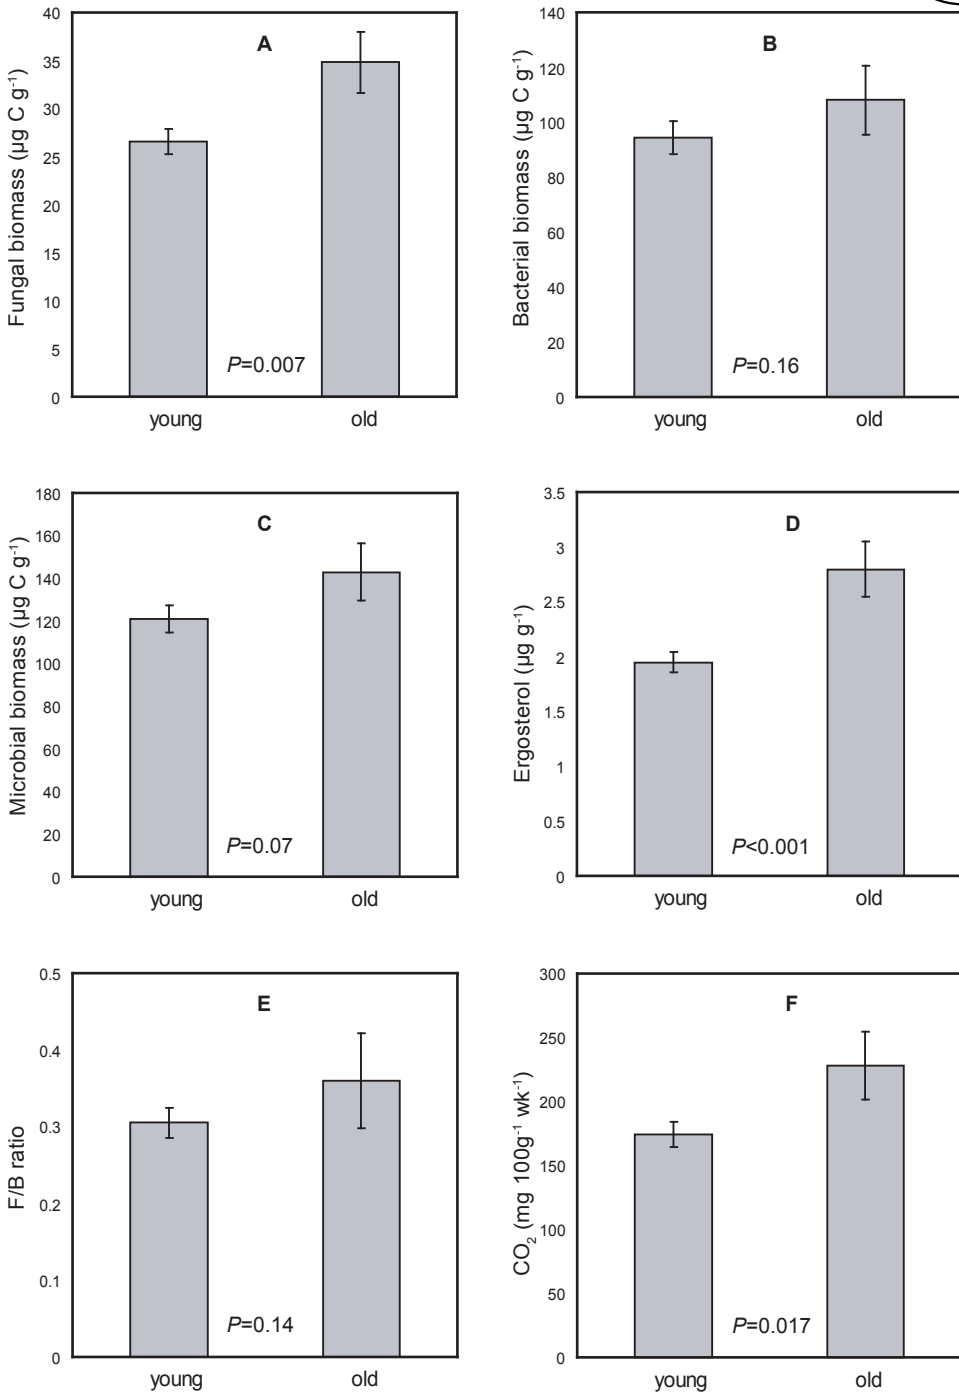 A
Fungal biomass (µg C g⁻¹)
40
35
30
25
20
15
10
5
0
P=0.007
young old
B
Bacterial biomass (µg C g⁻¹)
140
120
100
80
60
40
20
0
P=0.16
young old
C
Microbial biomass (µg C g⁻¹)
180
160
140
120
100
80
60
40
20
0
P=0.07
young old
D
Ergosterol (µg g⁻¹)
3.5
3
2.5
2
1.5
1
0.5
0
P<0.001
young old
E
F/B ratio
0.5
0.4
0.3
0.2
0.1
0
P=0.14
young old
F
CO₂ (mg 100g⁻¹ wk⁻¹)
300
250
200
150
100
50
0
P=0.017
young old